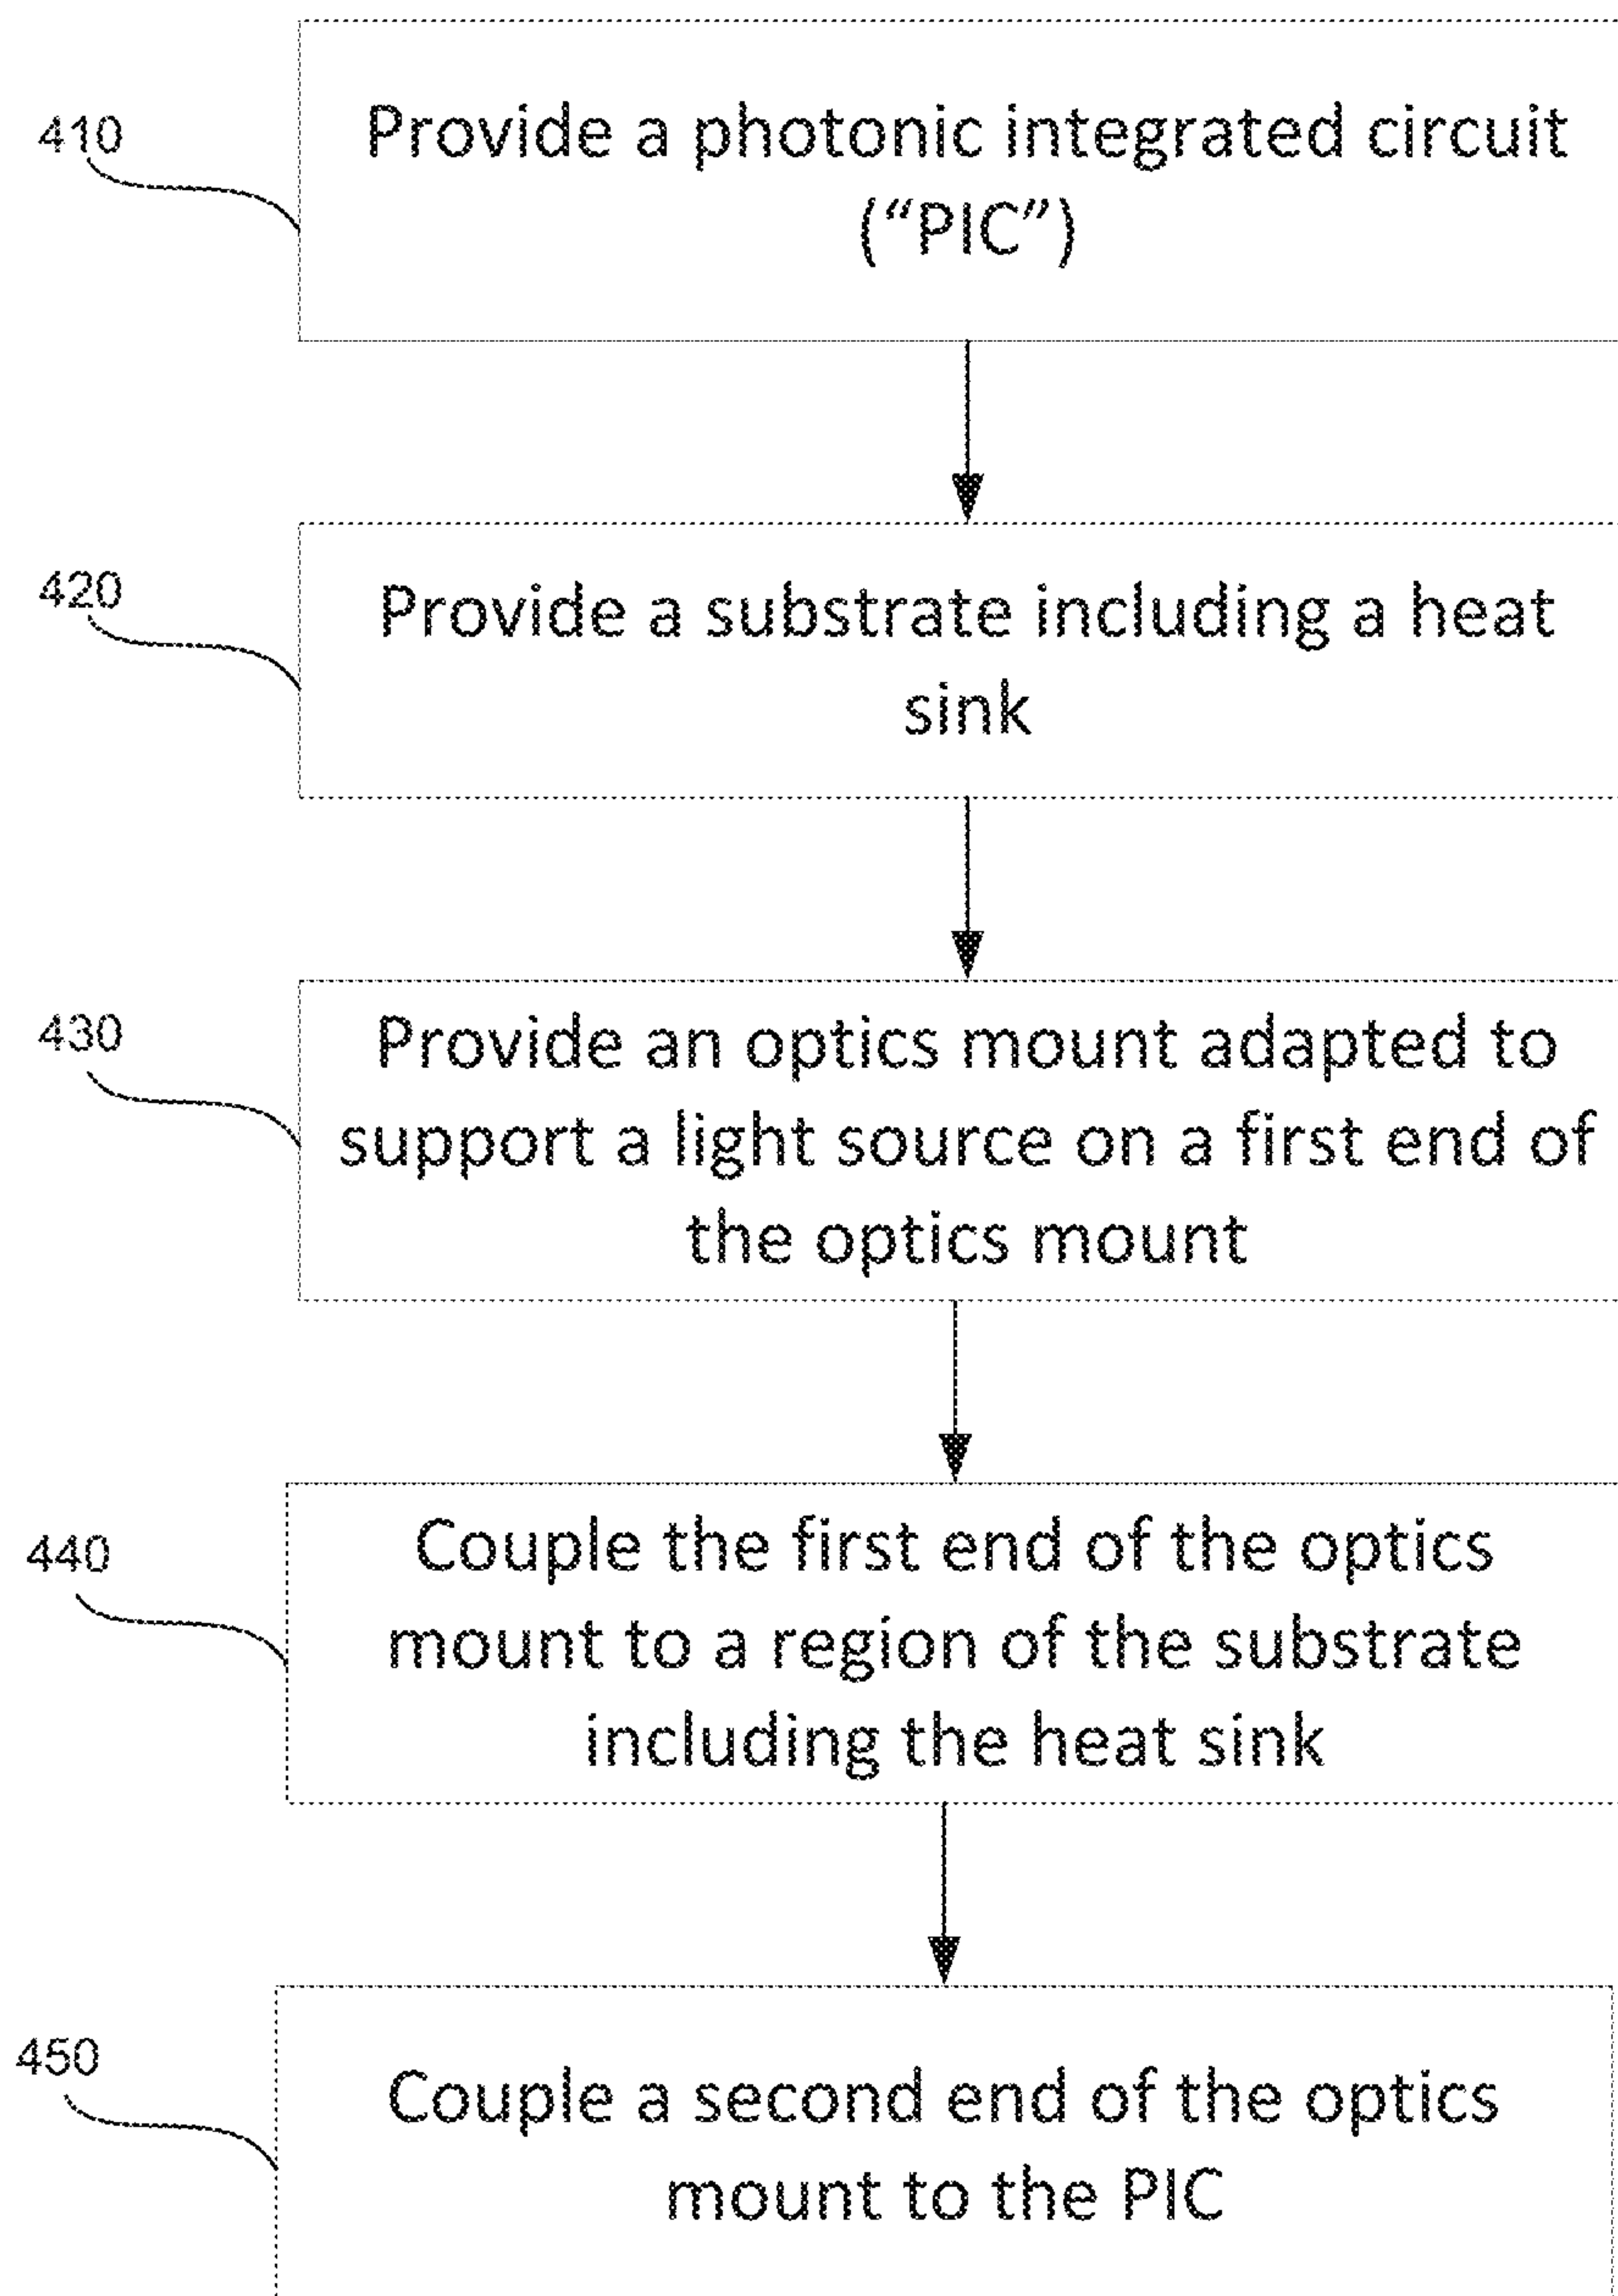 410
Provide a photonic integrated circuit
(“PIC”)
420
Provide a substrate including a heat
sink
430
Provide an optics mount adapted to
support a light source on a first end of
the optics mount
440
Couple the first end of the optics
mount to a region of the substrate
including the heat sink
450
Couple a second end of the optics
mount to the PIC